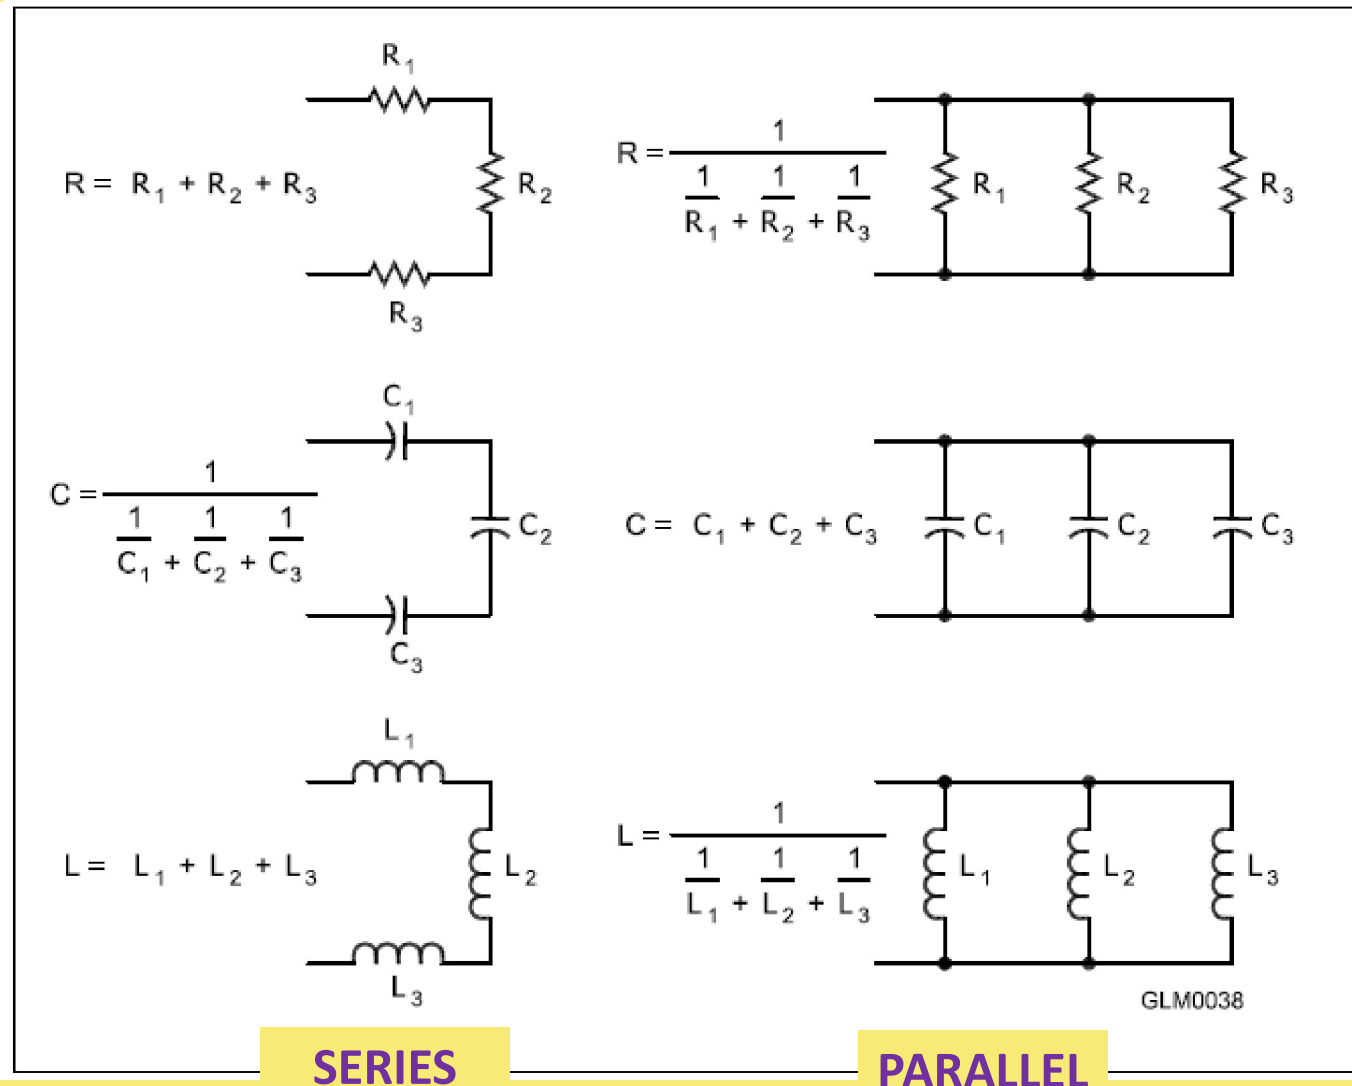 R₁
R = R₁ + R₂ + R₃
R₂
R₃
R = 1
1 1 1
R₁ + R₂ + R₃
R₁
R₂
R₃
C₁
C = 1
1 1 1
C₁ + C₂ + C₃
C₂
C₃
C = C₁ + C₂ + C₃
C₁
C₂
C₃
L₁
L = L₁ + L₂ + L₃
L₂
L₃
L = 1
1 1 1
L₁ + L₂ + L₃
L₁
L₂
L₃
GLM0038
SERIES
PARALLEL